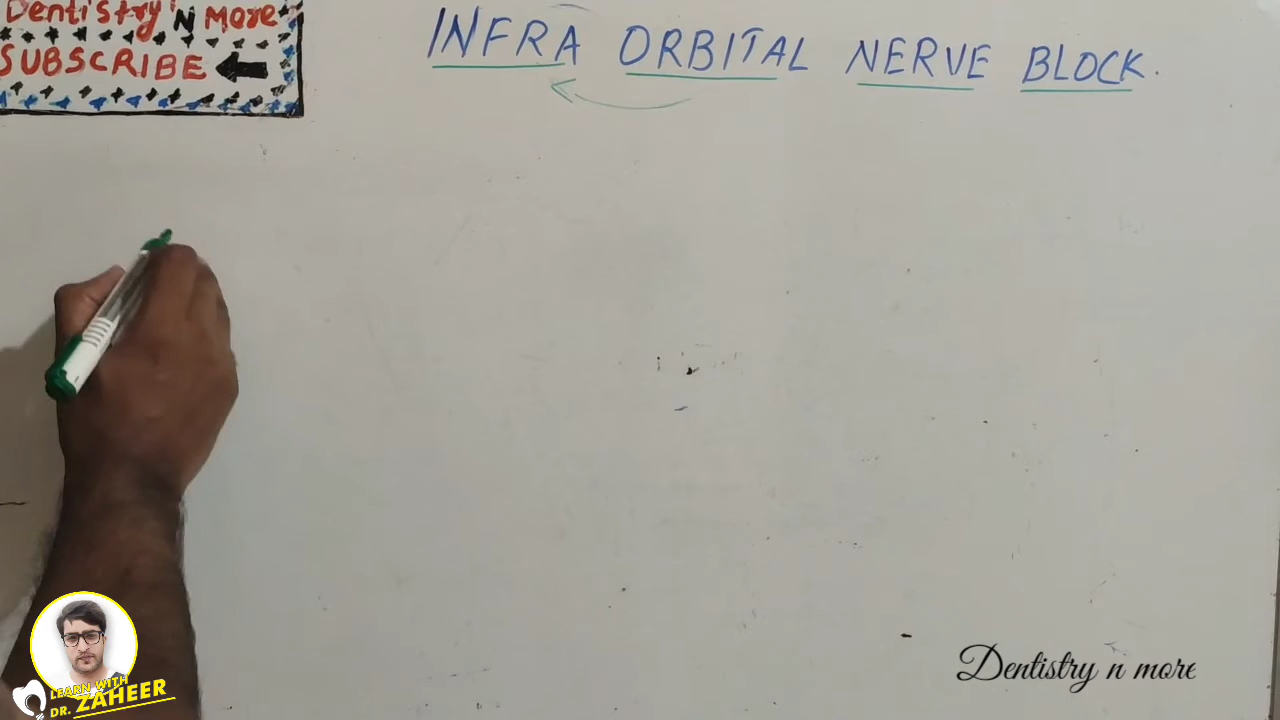 Dentistry 'N More
SUBSCRIBE
INFRA ORBITAL NERVE BLOCK.
LEARN WITH
DR. ZAHEER
Dentistry n more